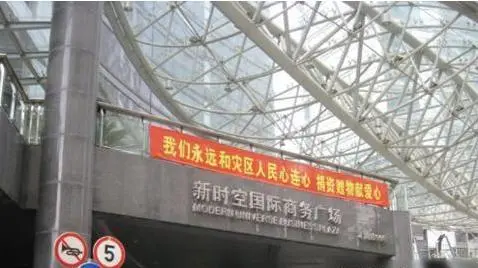 我们永远和灾区人民心连心 捐资赠物献爱心
新时空国际商务广场
MODERN UNIVERSE BUSINESS PLAZA
5